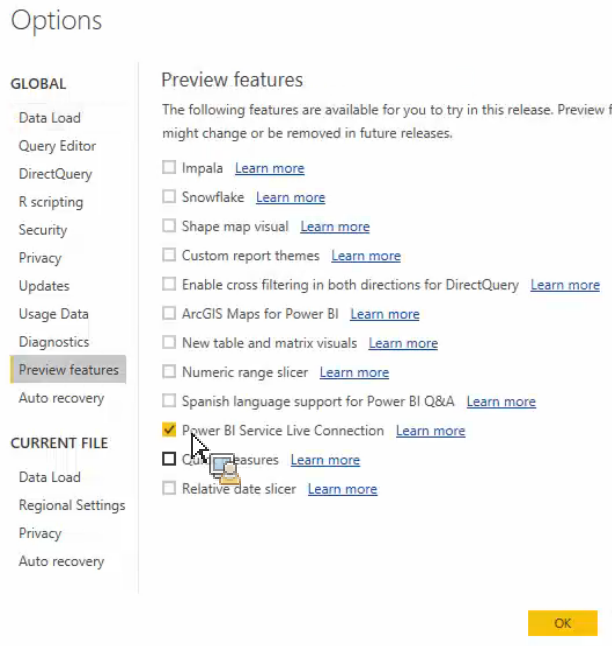 Options
GLOBAL
Data Load
Query Editor
DirectQuery
R scripting
Security
Privacy
Updates
Usage Data
Diagnostics
Preview features
Auto recovery
CURRENT FILE
Data Load
Regional Settings
Privacy
Auto recovery
Preview features
The following features are available for you to try in this release. Preview f
might change or be removed in future releases.
Impala Learn more
Snowflake Learn more
Shape map visual Learn more
Custom report themes Learn more
Enable cross filtering in both directions for DirectQuery Learn more
ArcGIS Maps for Power BI Learn more
New table and matrix visuals Learn more
Numeric range slicer Learn more
Spanish language support for Power BI Q&A Learn more
Power BI Service Live Connection Learn more
Quick measures Learn more
Relative date slicer Learn more
OK